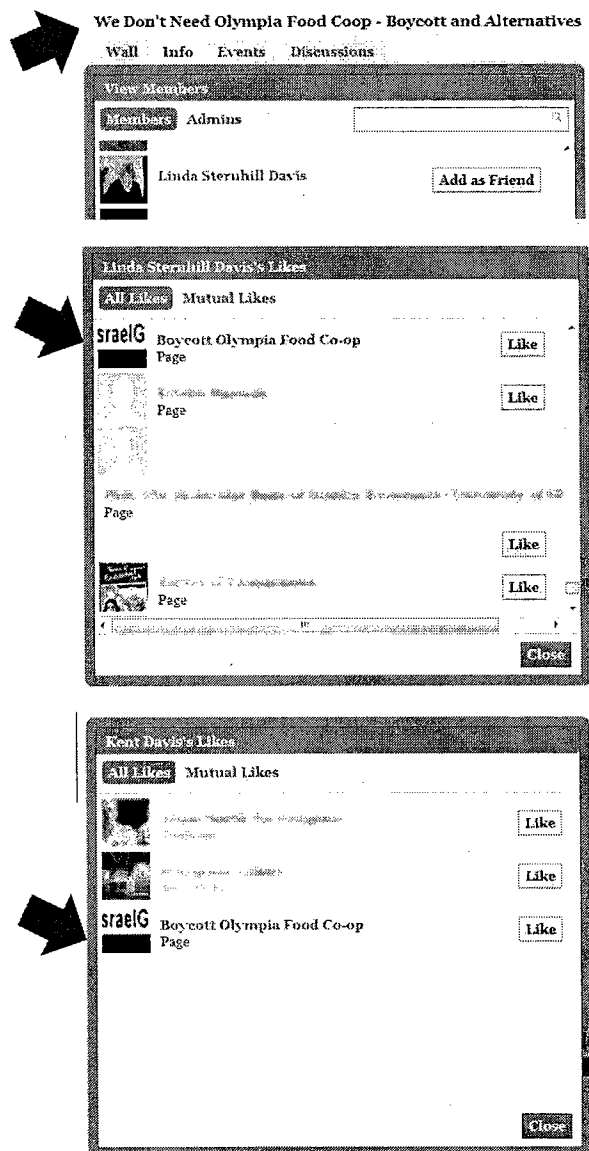 We Don't Need Olympia Food Coop - Boycott and Alternatives
Wall Info Events Discussions
View Members
Members Admins
Linda Sternhill Davis
Add as Friend
Linda Sternhill Davis's Likes
All Likes Mutual Likes
sraelG
Boycott Olympia Food Co-op
Page
Like
Page
Like
Page
Like
Page
Like
Close
Kent Davis's Likes
All Likes Mutual Likes
Like
Like
sraelG
Boycott Olympia Food Co-op
Page
Like
Close